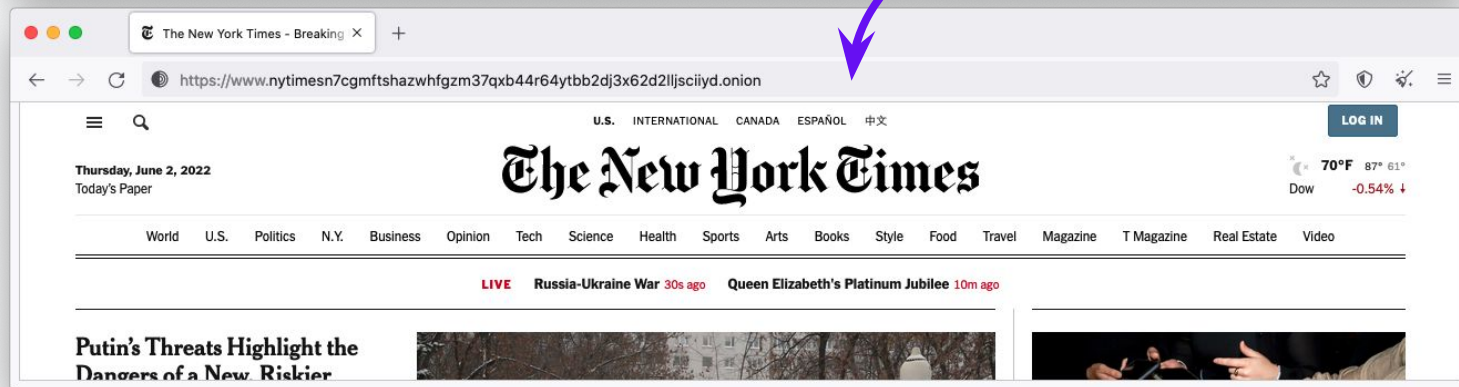 The New York Times - Breaking
https://www.nytimesn7cgmftshazwhfgzm37qxb44r64ytbb2dj3x62d2lljsciiyd.onion
U.S. INTERNATIONAL CANADA ESPAÑOL 中文
LOG IN
Thursday, June 2, 2022
Today's Paper
The New York Times
70°F 87° 61°
Dow -0.54% ↓
World U.S. Politics N.Y. Business Opinion Tech Science Health Sports Arts Books Style Food Travel Magazine T Magazine Real Estate Video
LIVE Russia-Ukraine War 30s ago Queen Elizabeth's Platinum Jubilee 10m ago
Putin's Threats Highlight the
Dangers of a New, Riskier